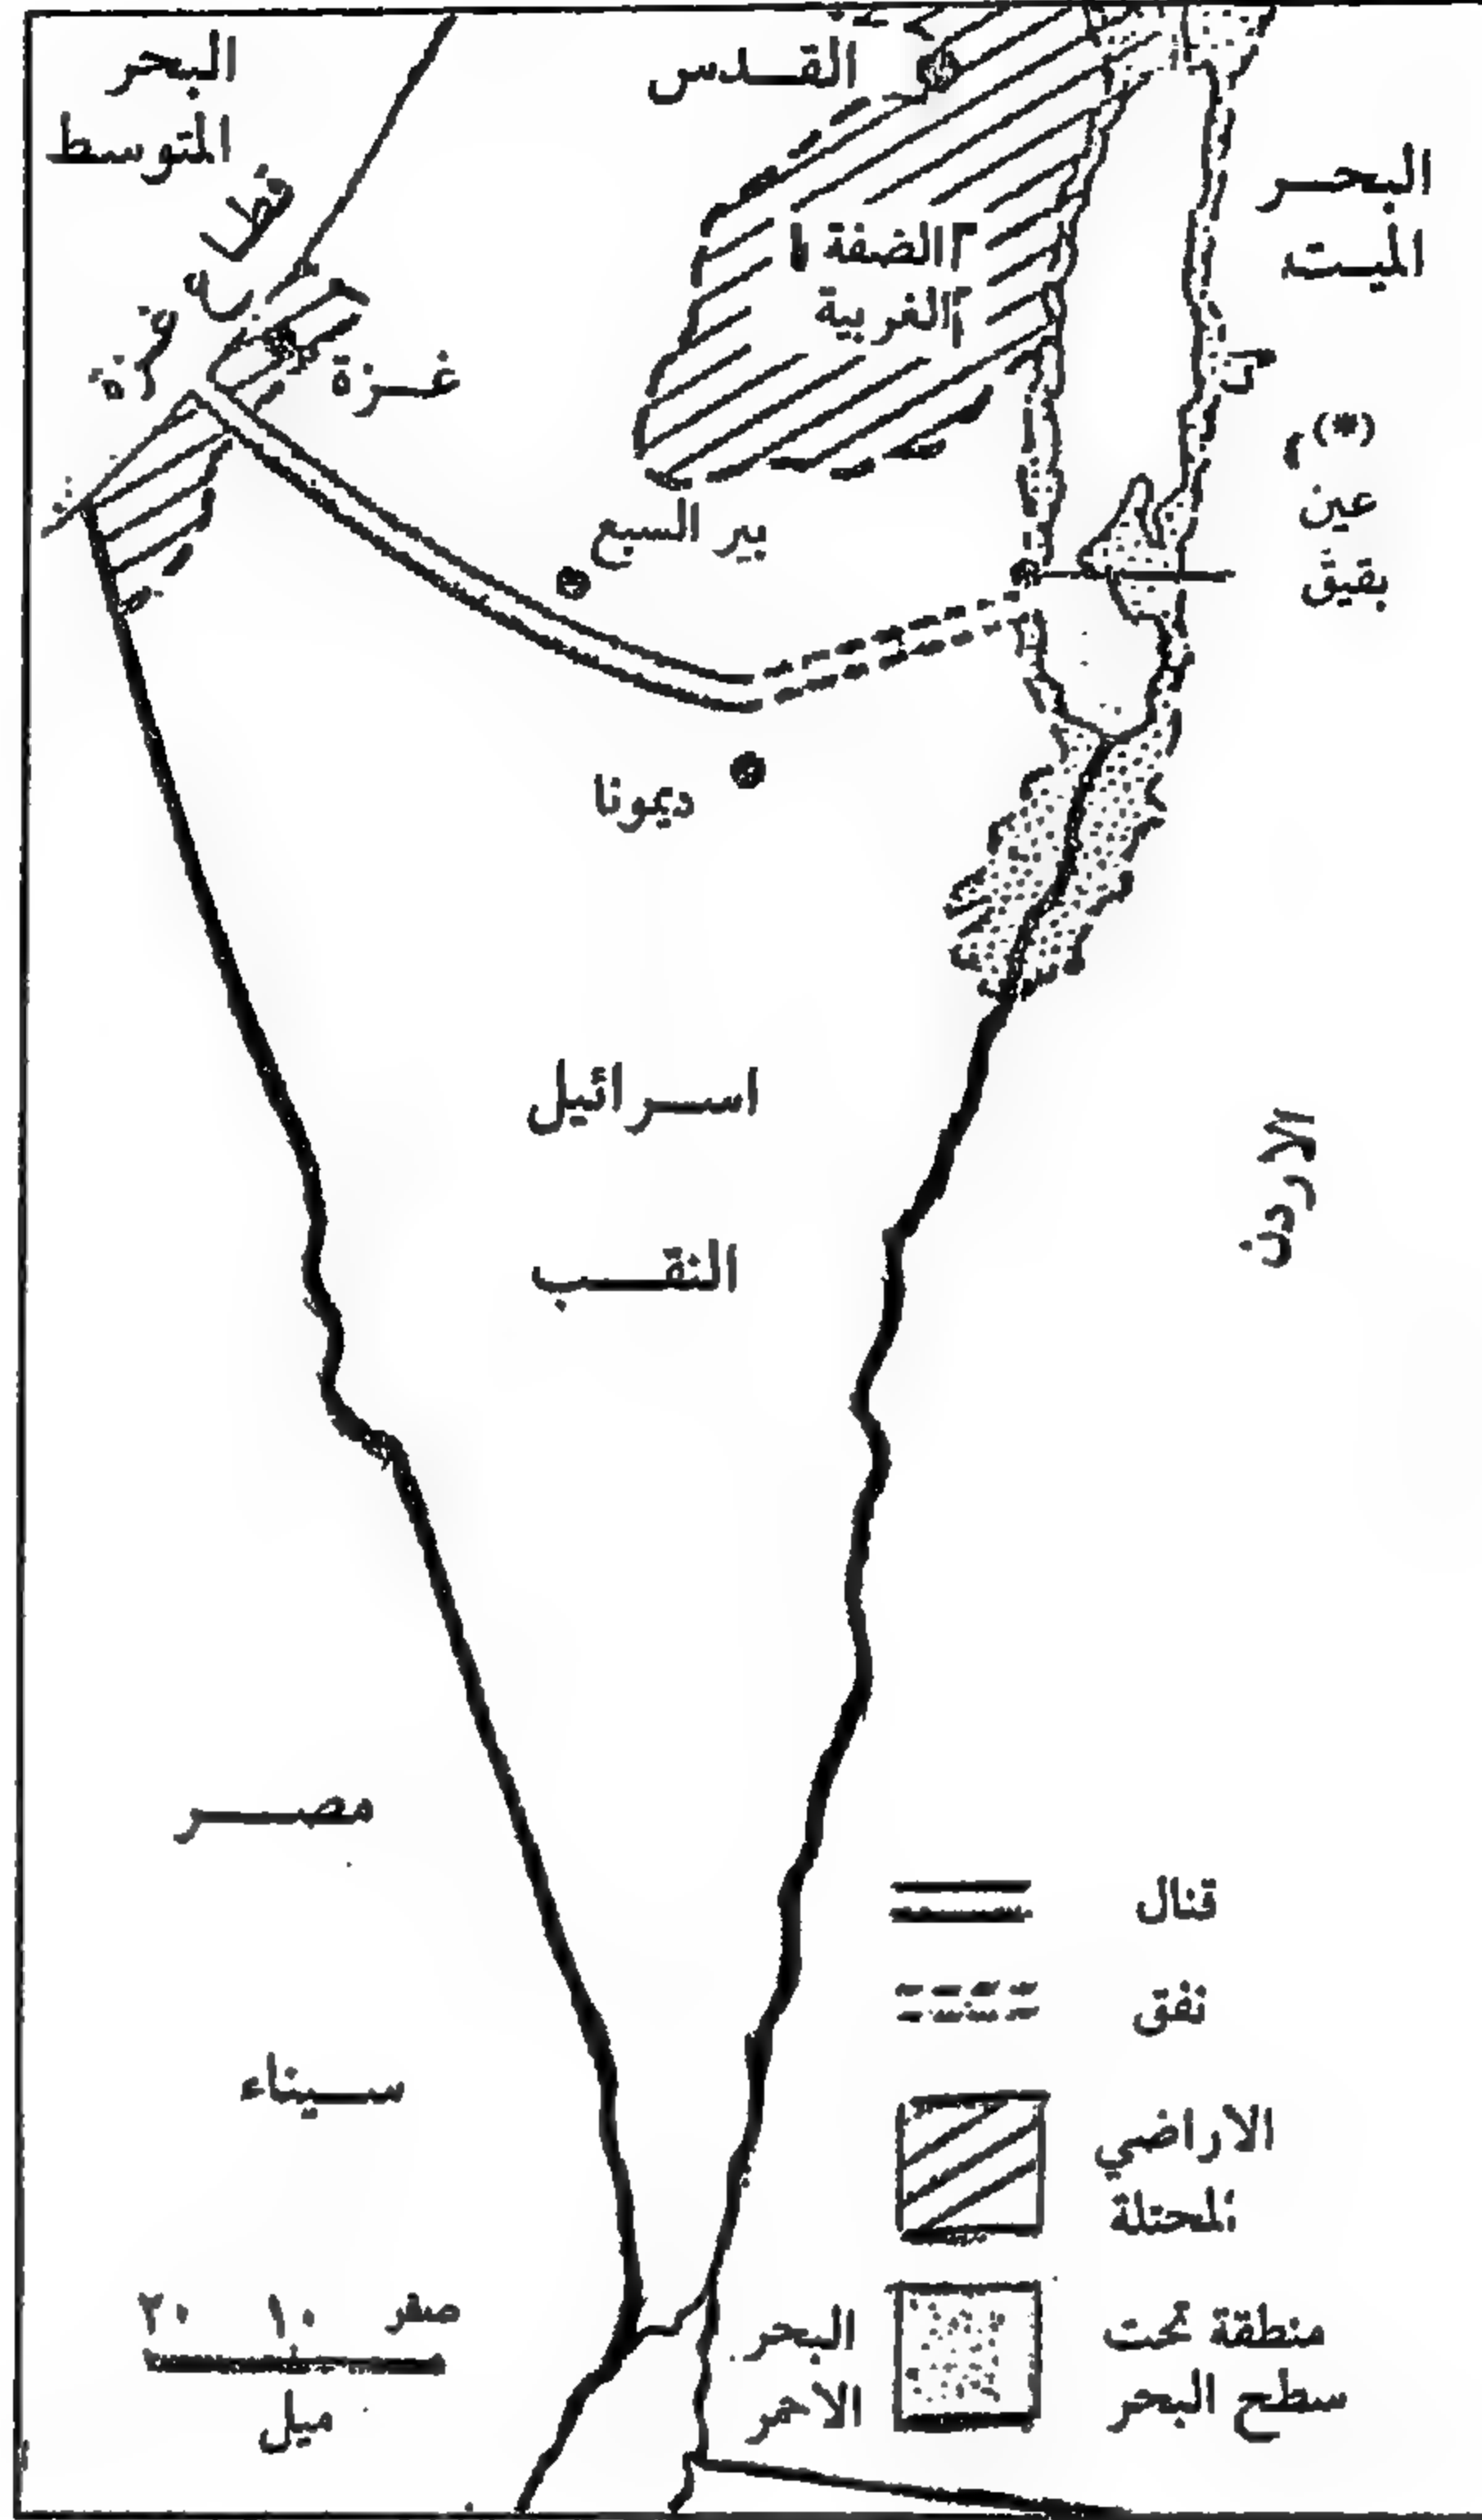 البحر
المتوسط
القدس
البحر
الميت
الضفة
الغربية
قطاع
غزة
غزة
(*)
عين
بقيق
بير السبع
ديمونا
اسرائيل
النقب
الاردن
مصر
سيناء
قنال
نفق
الاراضي
المحتلة
منطقة تحت
سطح البحر
البحر
الاحمر
صفر ١٠ ٢٠
ميل